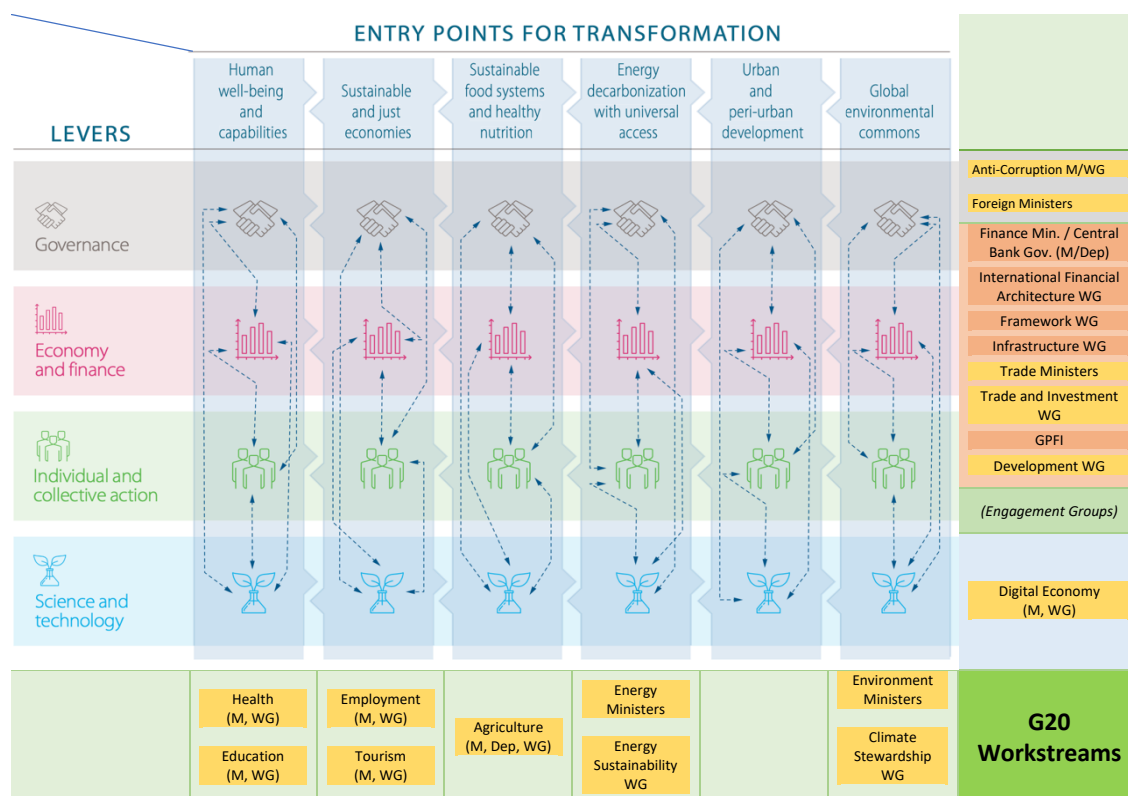 ENTRY POINTS FOR TRANSFORMATION
LEVERS
Human
well-being
and
capabilities
Sustainable
and just
economies
Sustainable
food systems
and healthy
nutrition
Energy
decarbonization
with universal
access
Urban
and
peri-urban
development
Global
environmental
commons
Governance
Economy
and finance
Individual and
collective action
Science and
technology
Anti-Corruption M/WG
Foreign Ministers
Finance Min. / Central
Bank Gov. (M/Dep)
International Financial
Architecture WG
Framework WG
Infrastructure WG
Trade Ministers
Trade and Investment
WG
GPFI
Development WG
(Engagement Groups)
Digital Economy
(M, WG)
Health
(M, WG)
Education
(M, WG)
Employment
(M, WG)
Tourism
(M, WG)
Agriculture
(M, Dep, WG)
Energy
Ministers
Energy
Sustainability
WG
Environment
Ministers
Climate
Stewardship
WG
G20
Workstreams